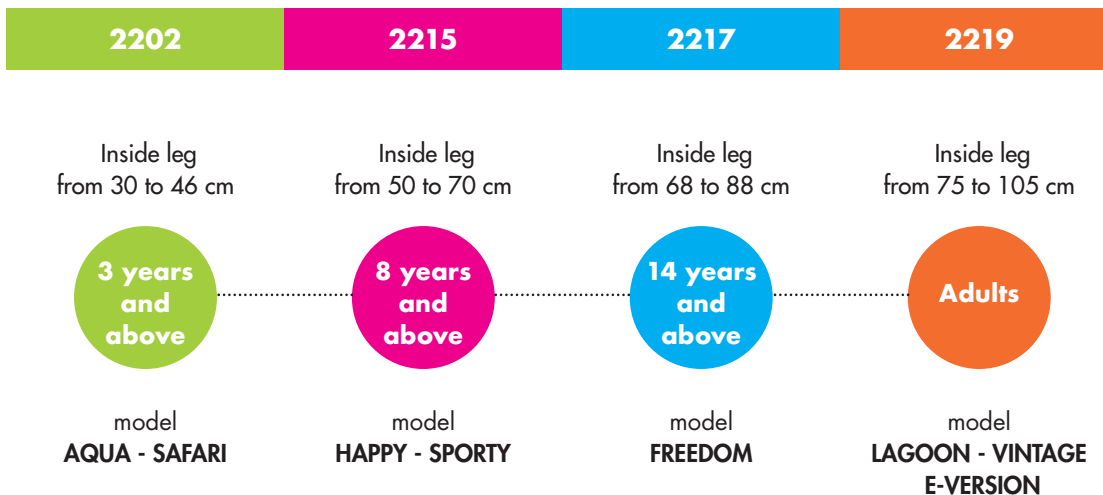 2202
2215
2217
2219
Inside leg
from 30 to 46 cm
Inside leg
from 50 to 70 cm
Inside leg
from 68 to 88 cm
Inside leg
from 75 to 105 cm
3 years
and
above
8 years
and
above
14 years
and
above
Adults
model
AQUA - SAFARI
model
HAPPY - SPORTY
model
FREEDOM
model
LAGOON - VINTAGE
E-VERSION